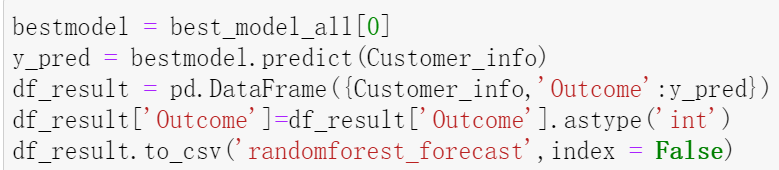 bestmodel = best_model_all[0]
y_pred = bestmodel.predict(Customer_info)
df_result = pd.DataFrame({Customer_info,'Outcome':y_pred})
df_result['Outcome']=df_result['Outcome'].astype('int')
df_result.to_csv('randomforest_forecast',index = False)